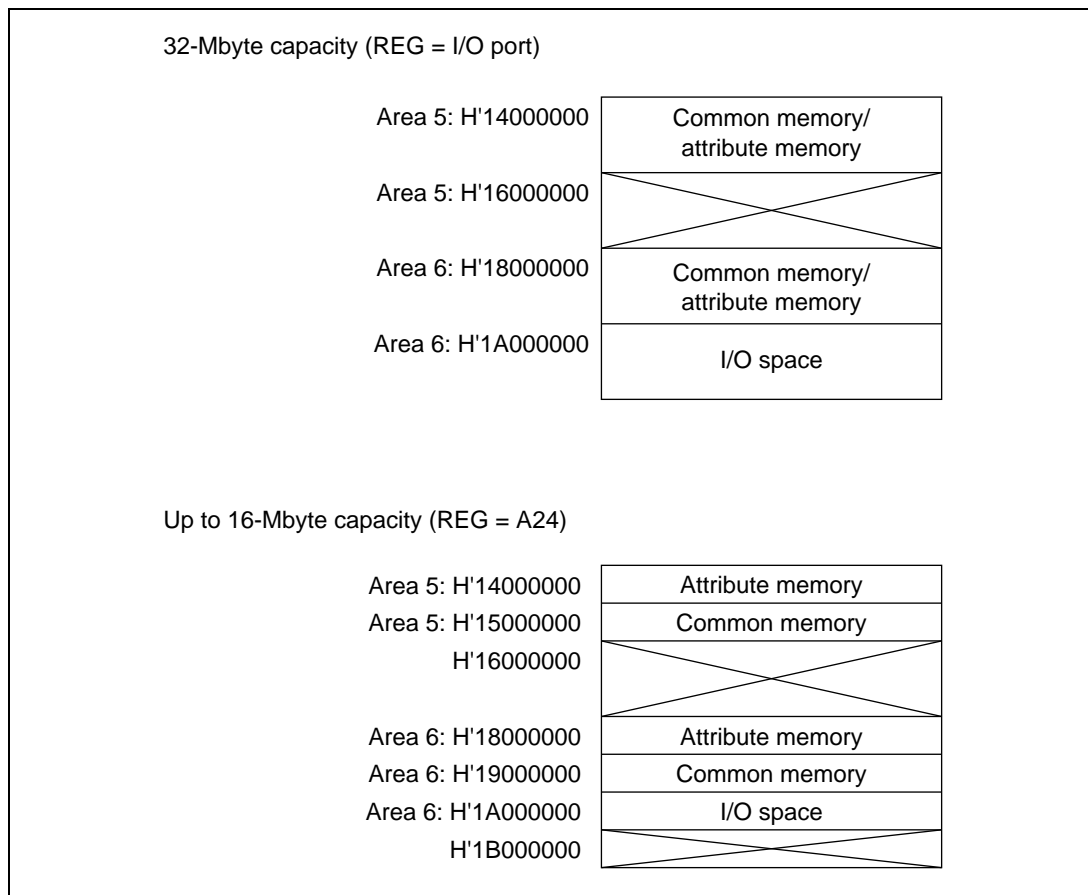 32-Mbyte capacity (REG = I/O port)
Area 5: H'14000000
Common memory/
attribute memory
Area 5: H'16000000
Area 6: H'18000000
Common memory/
attribute memory
Area 6: H'1A000000
I/O space
Up to 16-Mbyte capacity (REG = A24)
Area 5: H'14000000 Attribute memory
Area 5: H'15000000 Common memory
H'16000000
Area 6: H'18000000 Attribute memory
Area 6: H'19000000 Common memory
Area 6: H'1A000000 I/O space
H'1B000000